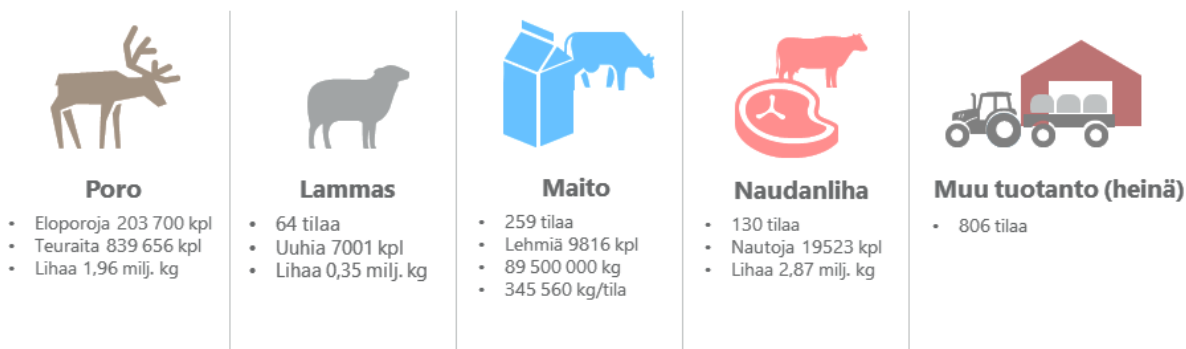 Poro
• Eloporoja 203 700 kpl
• Teuraita 839 656 kpl
• Lihaa 1,96 milj. kg
Lammas
• 64 tilaa
• Uuhia 7001 kpl
• Lihaa 0,35 milj. kg
Maito
• 259 tilaa
• Lehmiä 9816 kpl
• 89 500 000 kg
• 345 560 kg/tila
Naudanliha
• 130 tilaa
• Nautoja 19523 kpl
• Lihaa 2,87 milj. kg
Muu tuotanto (heinä)
• 806 tilaa